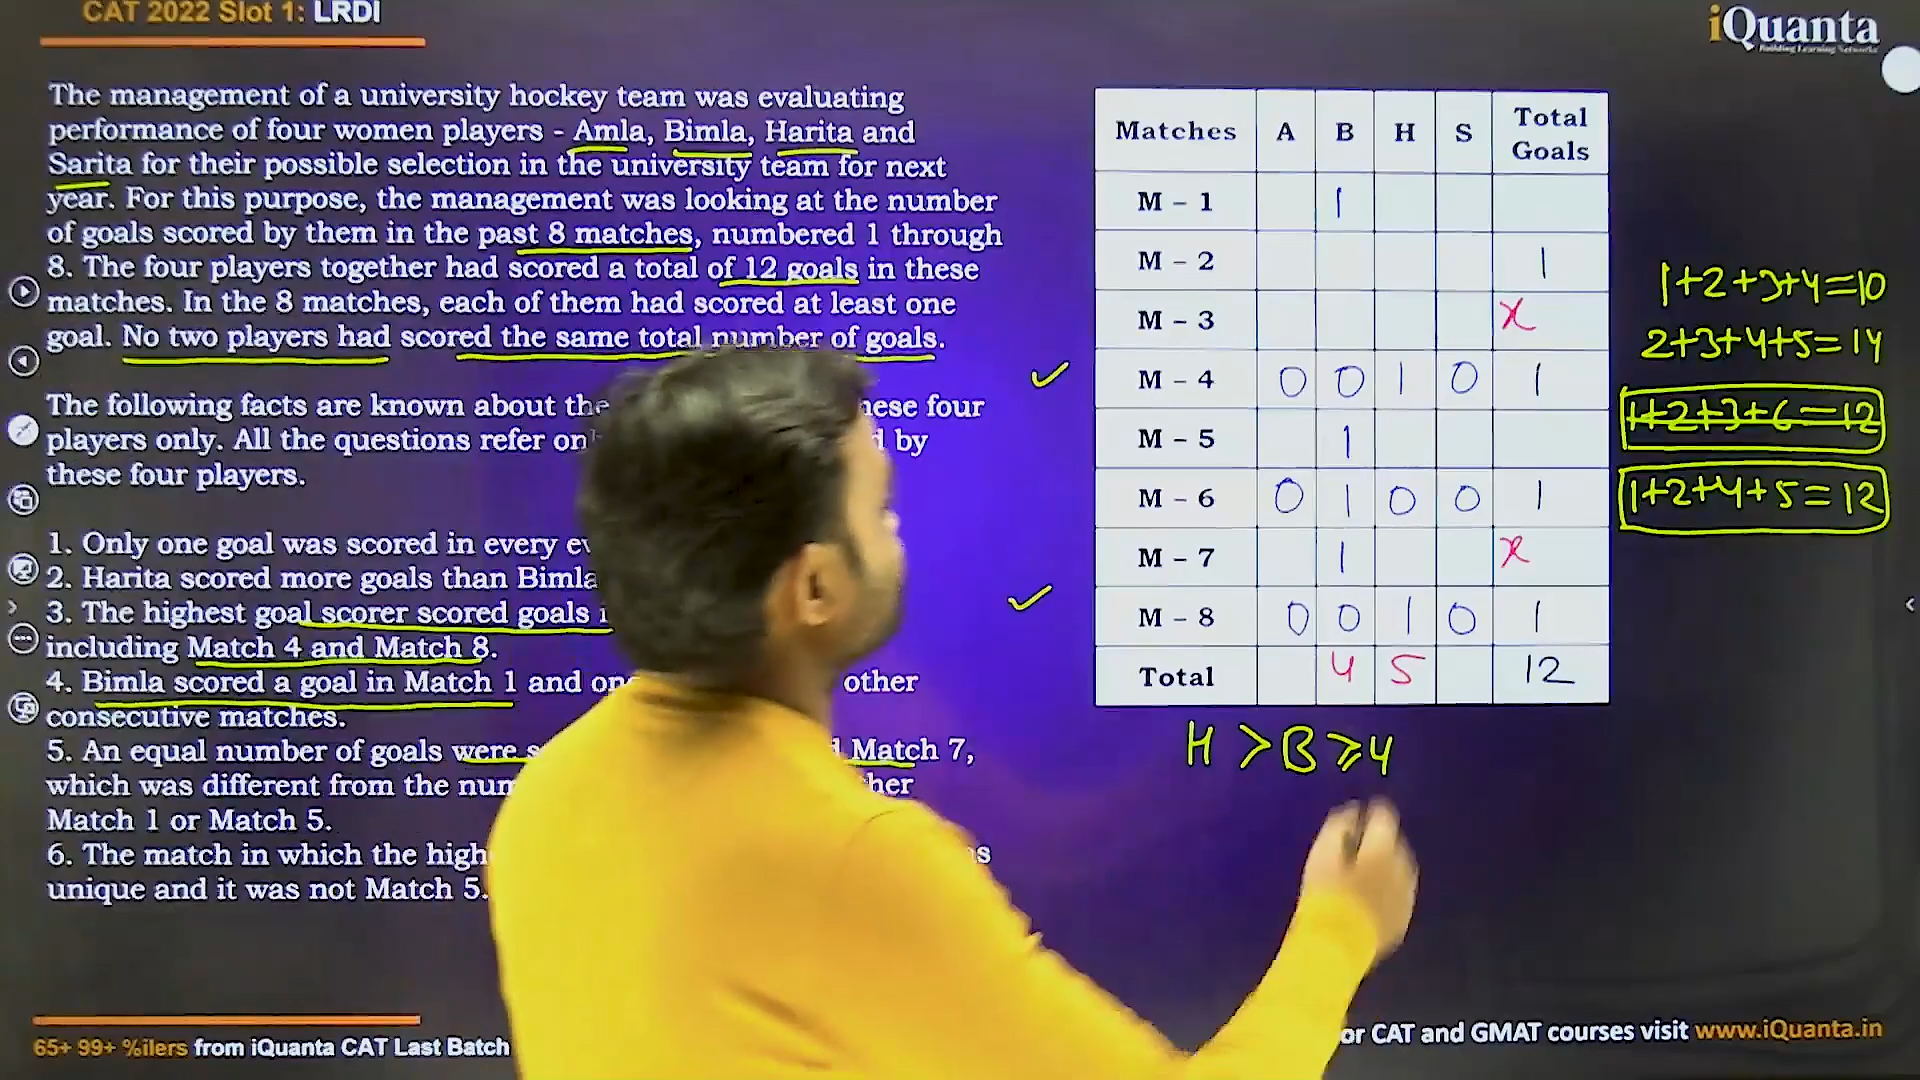 CAT 2022 Slot 1: LRDI
iQuanta
Building Learning Networks
The management of a university hockey team was evaluating
performance of four women players - Amla, Bimla, Harita and
Sarita for their possible selection in the university team for next
year. For this purpose, the management was looking at the number
of goals scored by them in the past 8 matches, numbered 1 through
8. The four players together had scored a total of 12 goals in these
matches. In the 8 matches, each of them had scored at least one
goal. No two players had scored the same total number of goals.
The following facts are known about the ese four
players only. All the questions refer on d by
these four players.
1. Only one goal was scored in every ev
2. Harita scored more goals than Bimla
3. The highest goal scorer scored goals i
including Match 4 and Match 8.
4. Bimla scored a goal in Match 1 and on other
consecutive matches.
5. An equal number of goals were s Match 7,
which was different from the num her
Match 1 or Match 5.
6. The match in which the high s
unique and it was not Match 5.
Matches A B H S Total Goals
M - 1 1
M - 2 1
M - 3 x
M - 4 0 0 1 0 1
M - 5 1
M - 6 0 1 0 0 1
M - 7 1 x
M - 8 0 0 1 0 1
Total 4 5 12
1+2+3+4=10
2+3+4+5=14
1+2+3+6=12
1+2+4+5=12
H > B ⩾ 4
65+ 99+ %ilers from iQuanta CAT Last Batch
or CAT and GMAT courses visit www.iQuanta.in